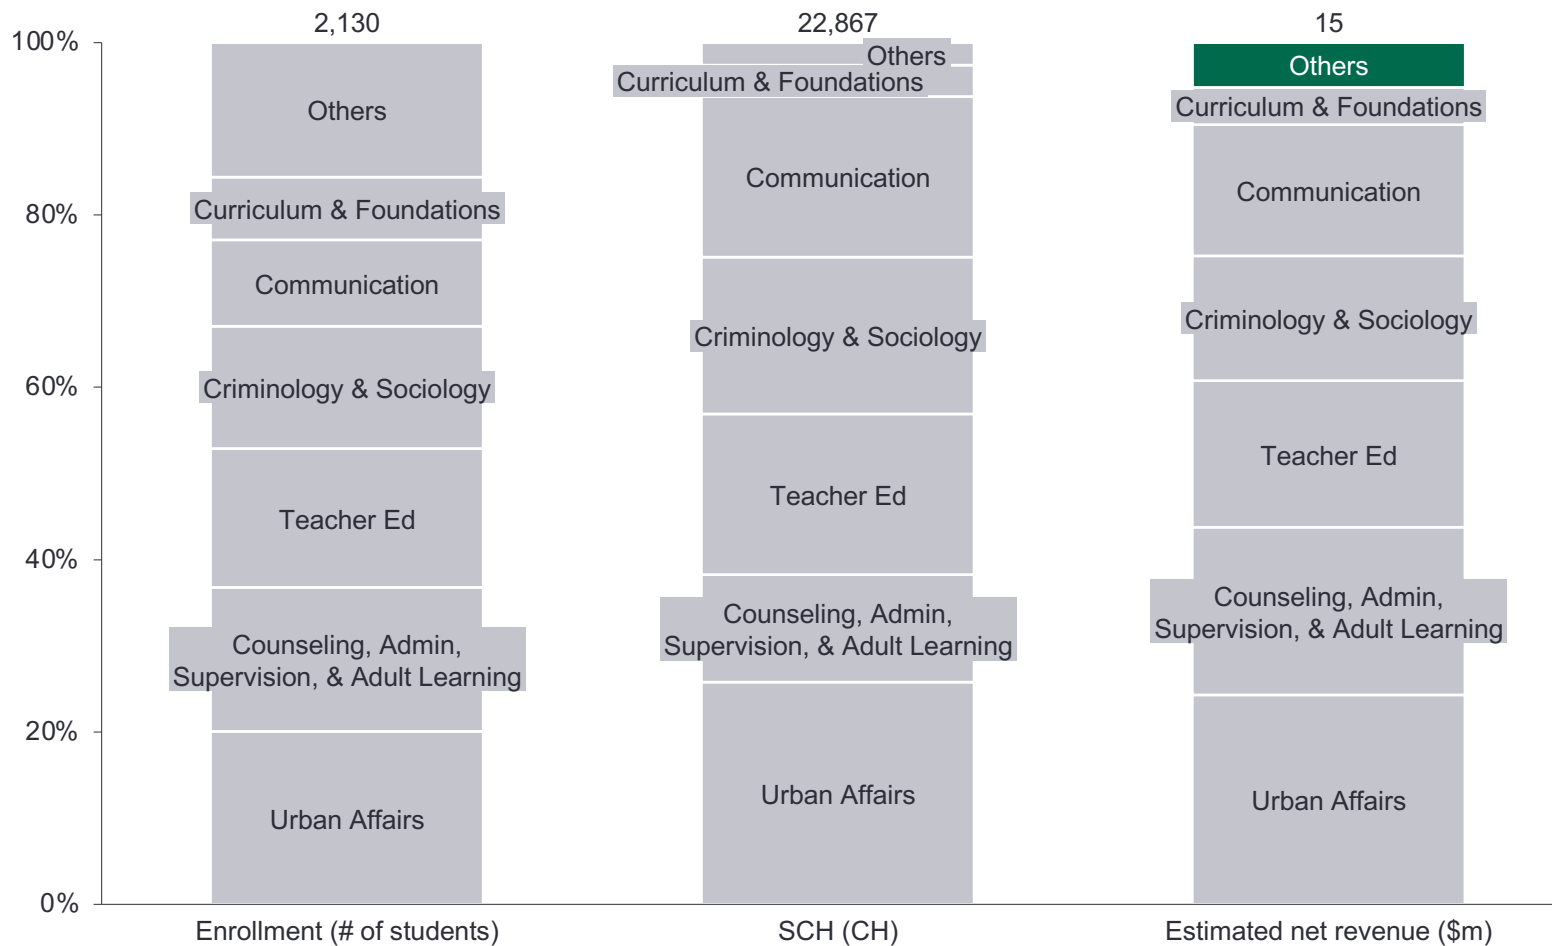 2,130
22,867
15
100%
80%
60%
40%
20%
0%
Others
Curriculum & Foundations
Communication
Criminology & Sociology
Teacher Ed
Counseling, Admin,
Supervision, & Adult Learning
Urban Affairs
Others
Curriculum & Foundations
Communication
Criminology & Sociology
Teacher Ed
Counseling, Admin,
Supervision, & Adult Learning
Urban Affairs
Others
Curriculum & Foundations
Communication
Criminology & Sociology
Teacher Ed
Counseling, Admin,
Supervision, & Adult Learning
Urban Affairs
Enrollment (# of students)
SCH (CH)
Estimated net revenue ($m)